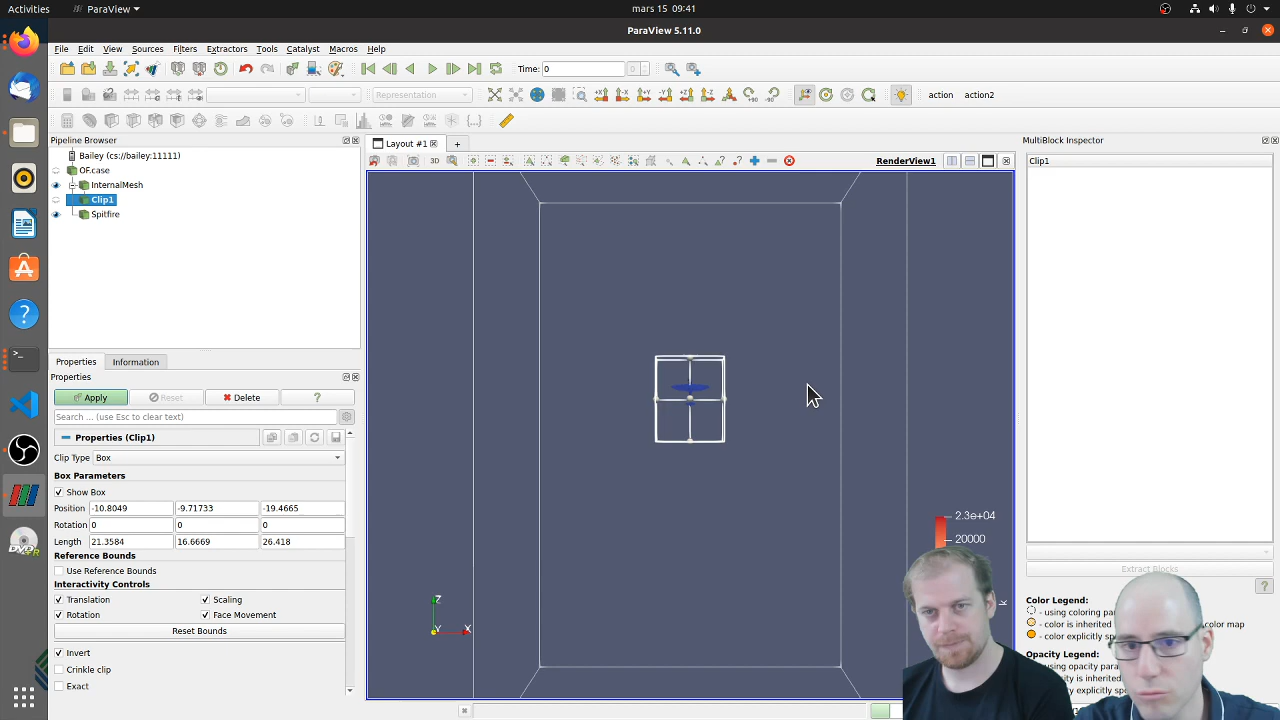 Activities ParaView mars 15 09:41
ParaView 5.11.0
File Edit View Sources Filters Extractors Tools Catalyst Macros Help
Time: 0 0
Representation action action2
Pipeline Browser
Layout #1
MultiBlock Inspector
Bailey (cs://bailey:11111)
3D RenderView1
Clip1
OF.case
InternalMesh
Clip1
Spitfire
Properties Information
Properties
Apply Reset Delete ?
Search ... (use Esc to clear text)
Properties (Clip1)
Clip Type Box
Box Parameters
Show Box
Position -10.8049 -9.71733 -19.4665
Rotation 0 0 0
Length 21.3584 16.6669 26.418
Reference Bounds
Use Reference Bounds
Interactivity Controls
Translation Scaling
Rotation Face Movement
Reset Bounds
Invert
Crinkle clip
Exact
Z
Y X
2.3e+04
20000
k
Extract Blocks
Color Legend:
- using coloring pa
- color is inherited color map
- color explicitly spe
Opacity Legend: